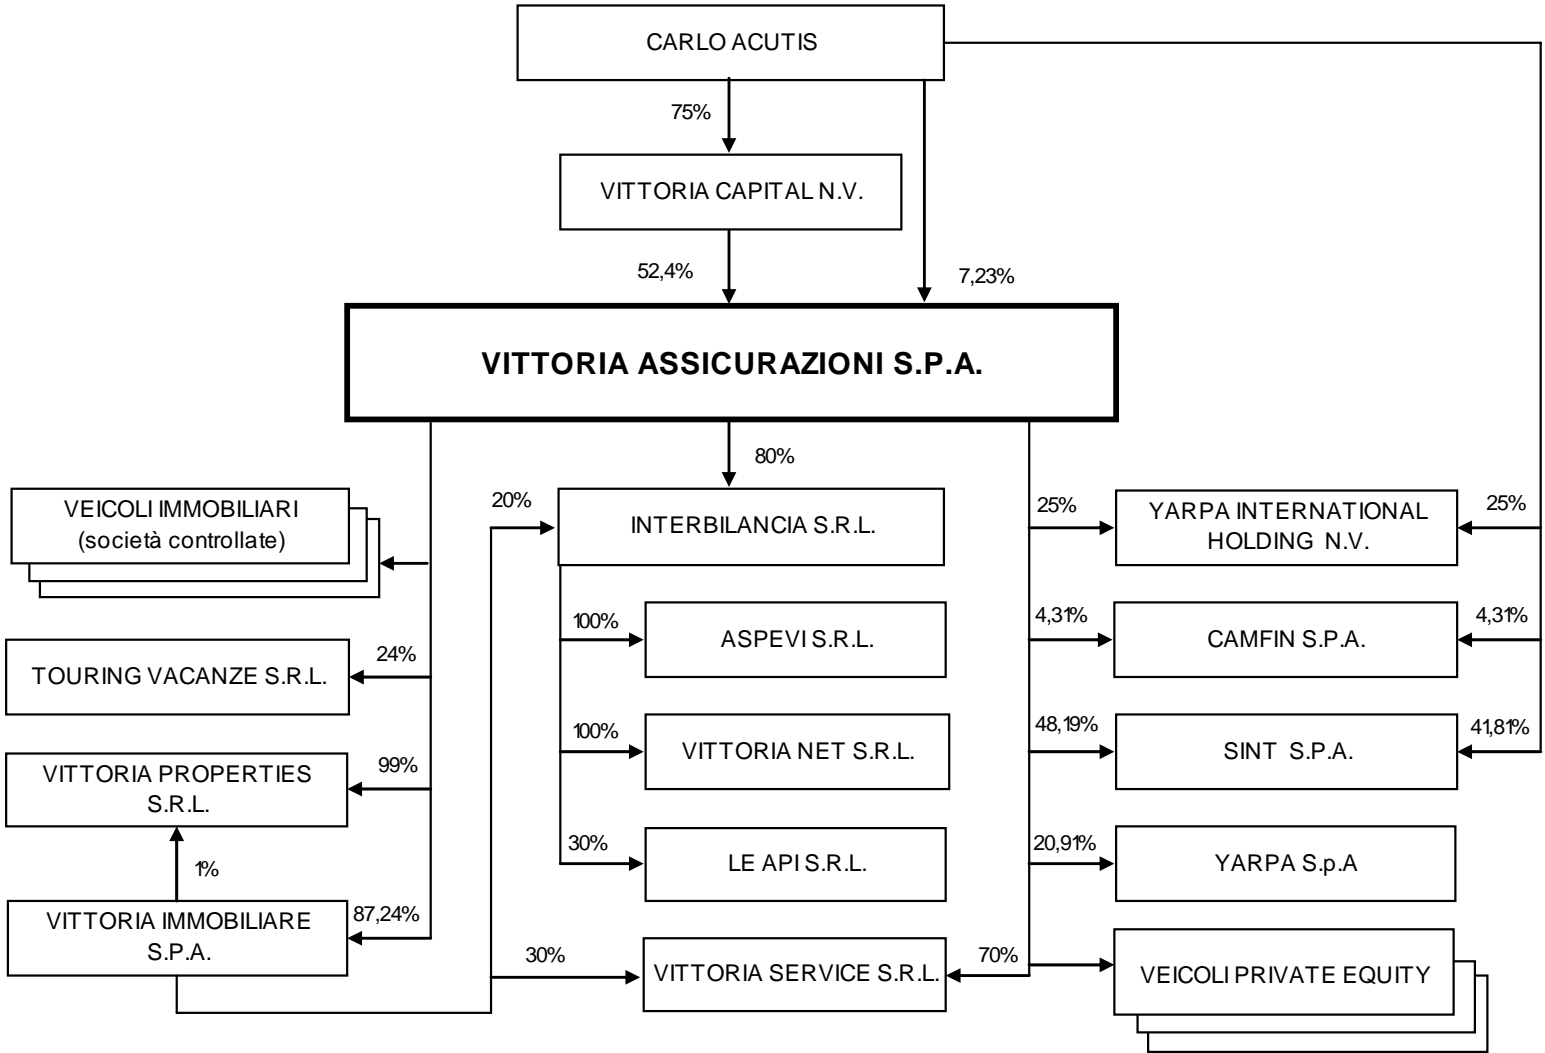 CARLO ACUTIS
75%
VITTORIA CAPITAL N.V.
52,4%
7,23%
VITTORIA ASSICURAZIONI S.P.A.
80%
VEICOLI IMMOBILIARI
(società controllate)
20%
INTERBILANCIA S.R.L.
25%
YARPA INTERNATIONAL
HOLDING N.V.
25%
100%
ASPEVI S.R.L.
4,31%
CAMFIN S.P.A.
4,31%
TOURING VACANZE S.R.L.
24%
100%
VITTORIA NET S.R.L.
48,19%
SINT S.P.A.
41,81%
VITTORIA PROPERTIES
S.R.L.
99%
1%
30%
LE API S.R.L.
20,91%
YARPA S.p.A
VITTORIA IMMOBILIARE
S.P.A.
87,24%
30%
VITTORIA SERVICE S.R.L.
70%
VEICOLI PRIVATE EQUITY